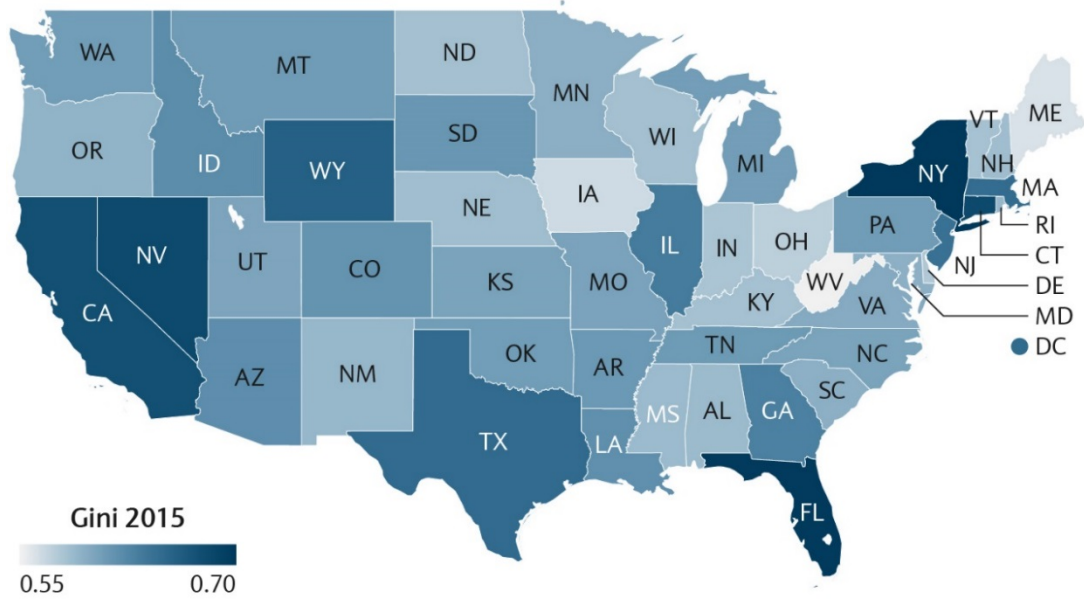 WA
MT
ND
MN
OR
ID
WY
SD
WI
MI
NY
VT
NH
ME
MA
RI
CT
NJ
DE
MD
DC
NV
CA
UT
CO
NE
IA
IL
IN
OH
PA
WV
VA
KY
KS
MO
AZ
NM
OK
AR
TN
NC
SC
TX
LA
MS
AL
GA
FL
Gini 2015
0.55 0.70